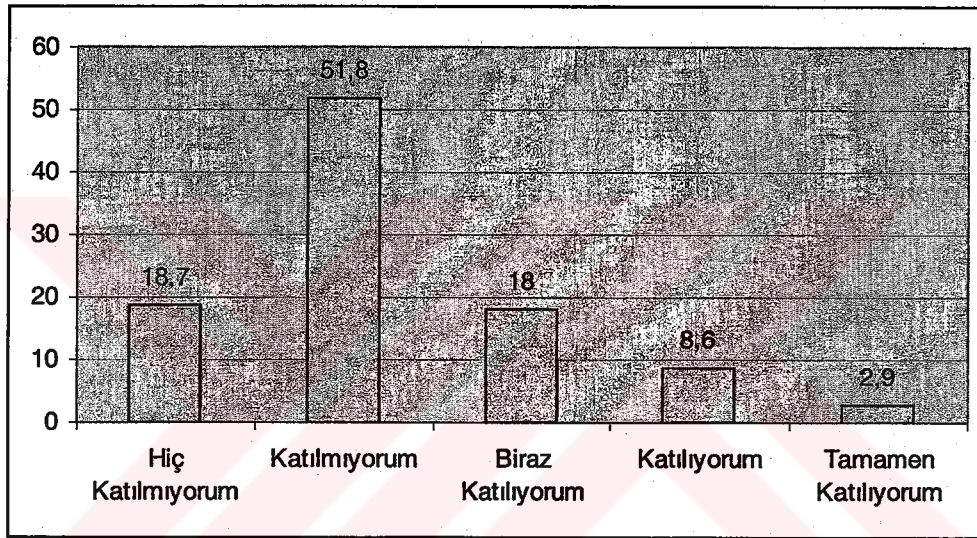 60
50
40
30
20
10
0
18,7
51,8
18
8,6
2,9
Hiç
Katılmıyorum
Katılmıyorum
Biraz
Katılıyorum
Katılıyorum
Tamamen
Katılıyorum